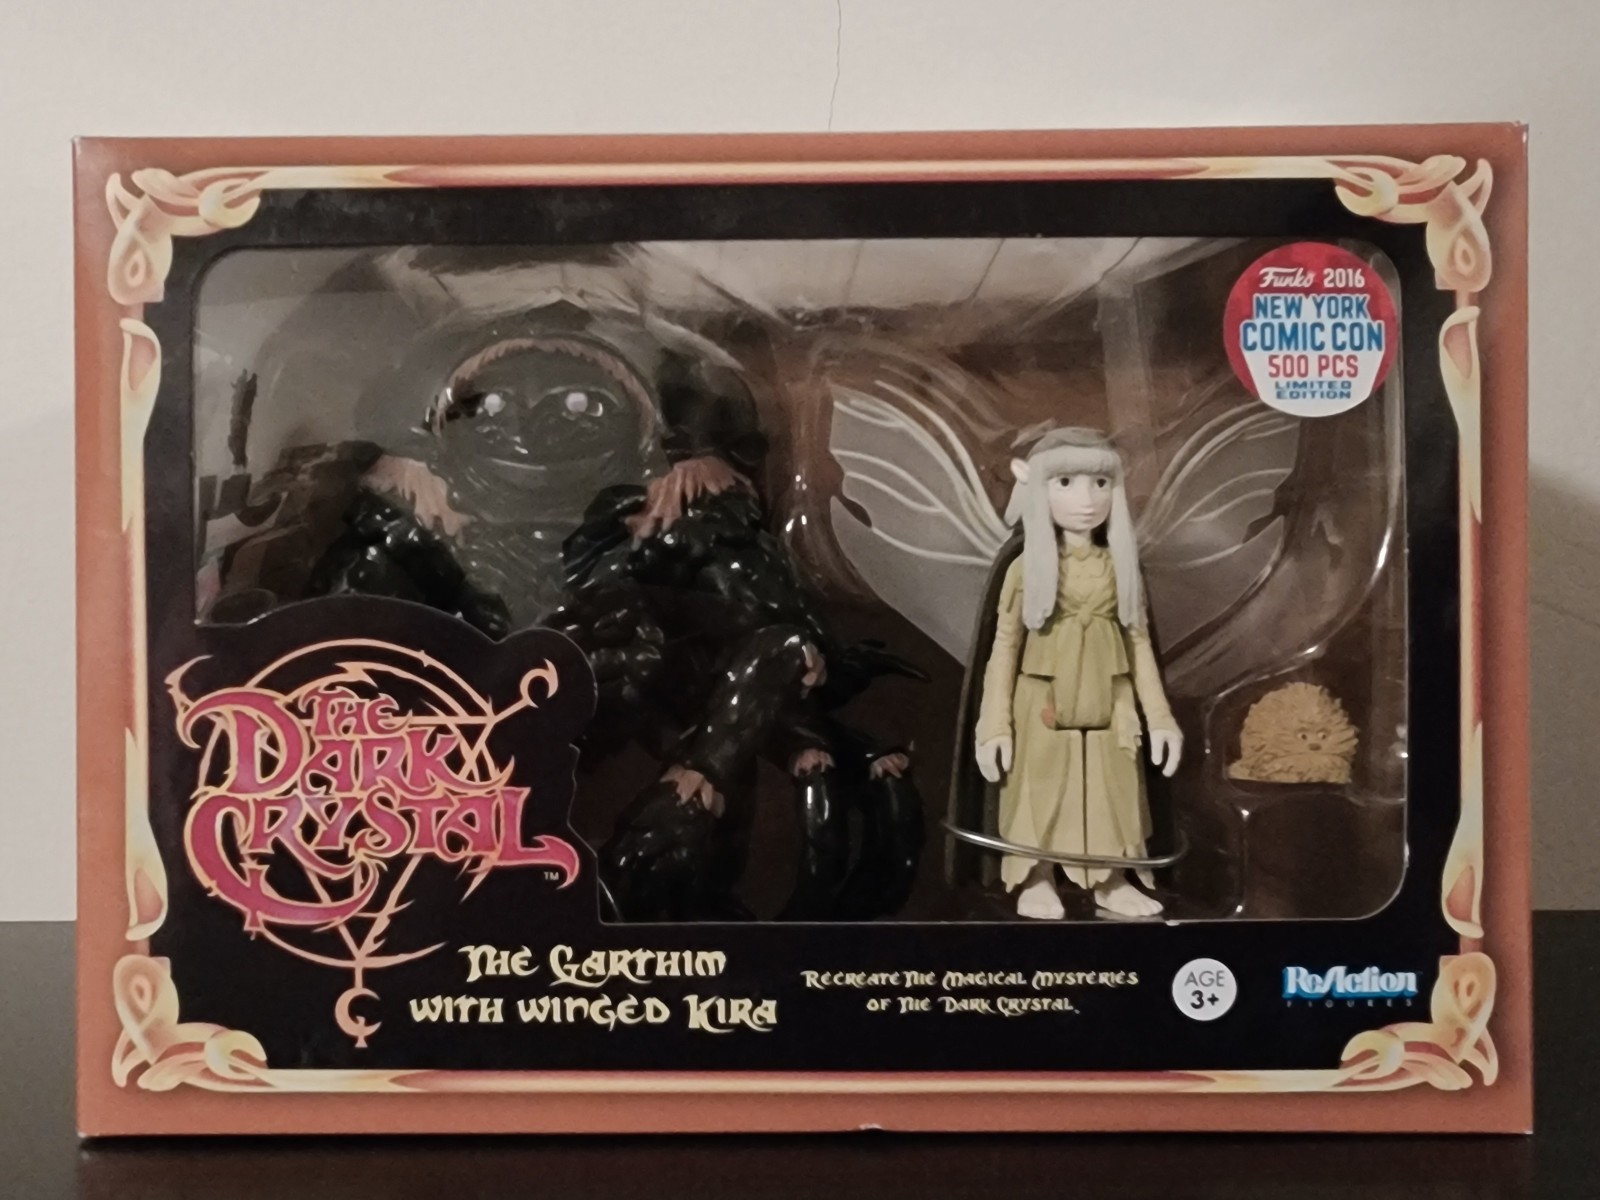 Funko 2016
NEW YORK
COMIC CON
500 PCS
LIMITED
EDITION
THE
DARK
CRYSTAL
TM
THE GARTHIM
WITH WINGED KIRA
RECREATE THE MAGICAL MYSTERIES
OF THE DARK CRYSTAL.
AGE
3+
ReAction
FIGURES